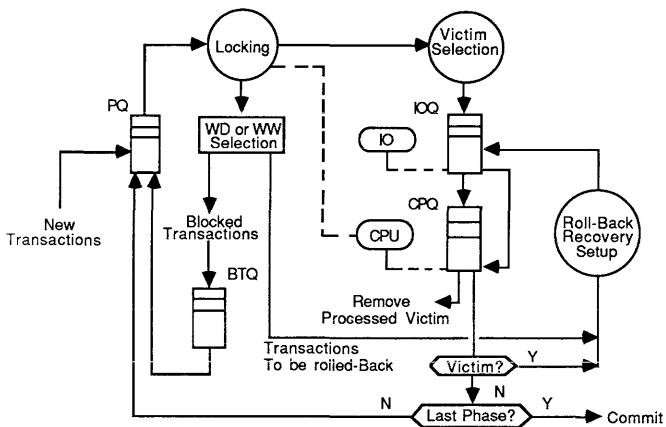 Locking
Victim
Selection
PQ
IOQ
WD or WW
Selection
IO
CPQ
New
Transactions
Blocked
Transactions
CPU
Roll-Back
Recovery
Setup
BTQ
Remove
Processed Victim
Transactions
To be roiled-Back
Victim?
Y
N
N
Last Phase?
Y
Commit